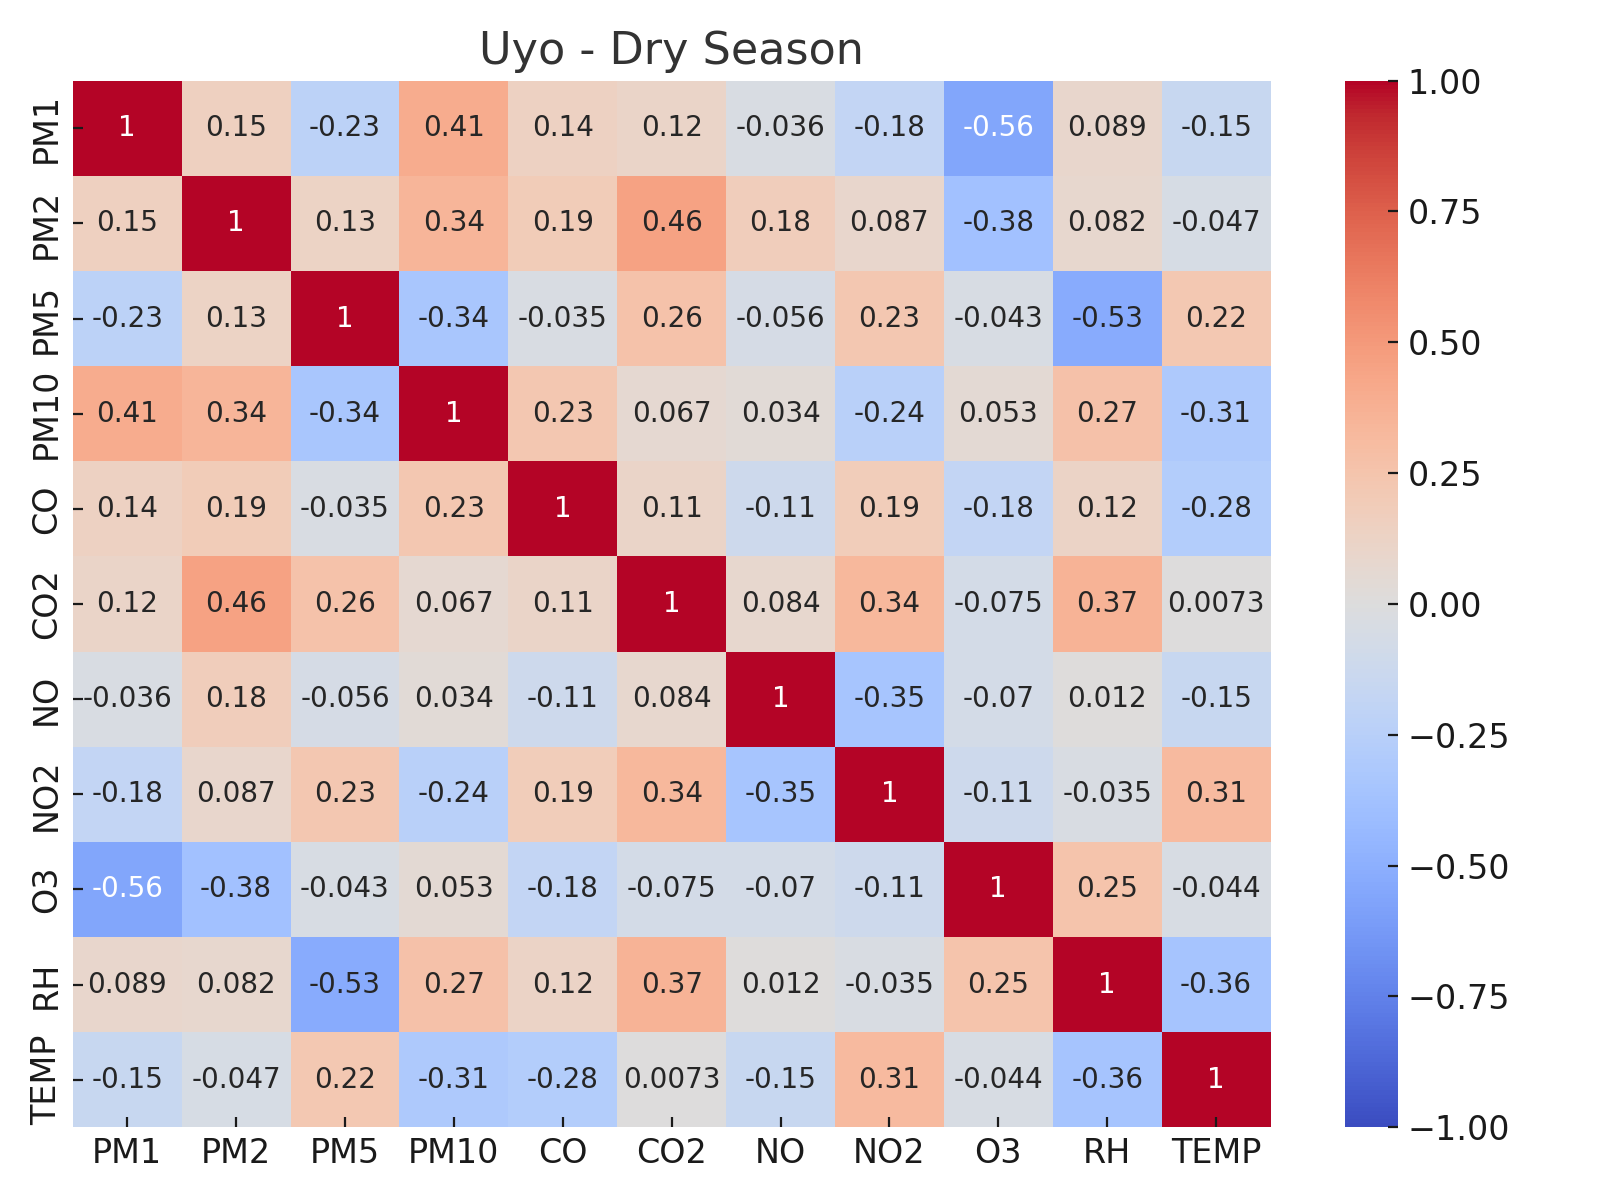 Uyo - Dry Season
PM1 1 0.15 -0.23 0.41 0.14 0.12 -0.036 -0.18 -0.56 0.089 -0.15
PM2 0.15 1 0.13 0.34 0.19 0.46 0.18 0.087 -0.38 0.082 -0.047
PM5 -0.23 0.13 1 -0.34 -0.035 0.26 -0.056 0.23 -0.043 -0.53 0.22
PM10 0.41 0.34 -0.34 1 0.23 0.067 0.034 -0.24 0.053 0.27 -0.31
CO 0.14 0.19 -0.035 0.23 1 0.11 -0.11 0.19 -0.18 0.12 -0.28
CO2 0.12 0.46 0.26 0.067 0.11 1 0.084 0.34 -0.075 0.37 0.0073
NO -0.036 0.18 -0.056 0.034 -0.11 0.084 1 -0.35 -0.07 0.012 -0.15
NO2 -0.18 0.087 0.23 -0.24 0.19 0.34 -0.35 1 -0.11 -0.035 0.31
O3 -0.56 -0.38 -0.043 0.053 -0.18 -0.075 -0.07 -0.11 1 0.25 -0.044
RH 0.089 0.082 -0.53 0.27 0.12 0.37 0.012 -0.035 0.25 1 -0.36
TEMP -0.15 -0.047 0.22 -0.31 -0.28 0.0073 -0.15 0.31 -0.044 -0.36 1
PM1 PM2 PM5 PM10 CO CO2 NO NO2 O3 RH TEMP
1.00
0.75
0.50
0.25
0.00
−0.25
−0.50
−0.75
−1.00